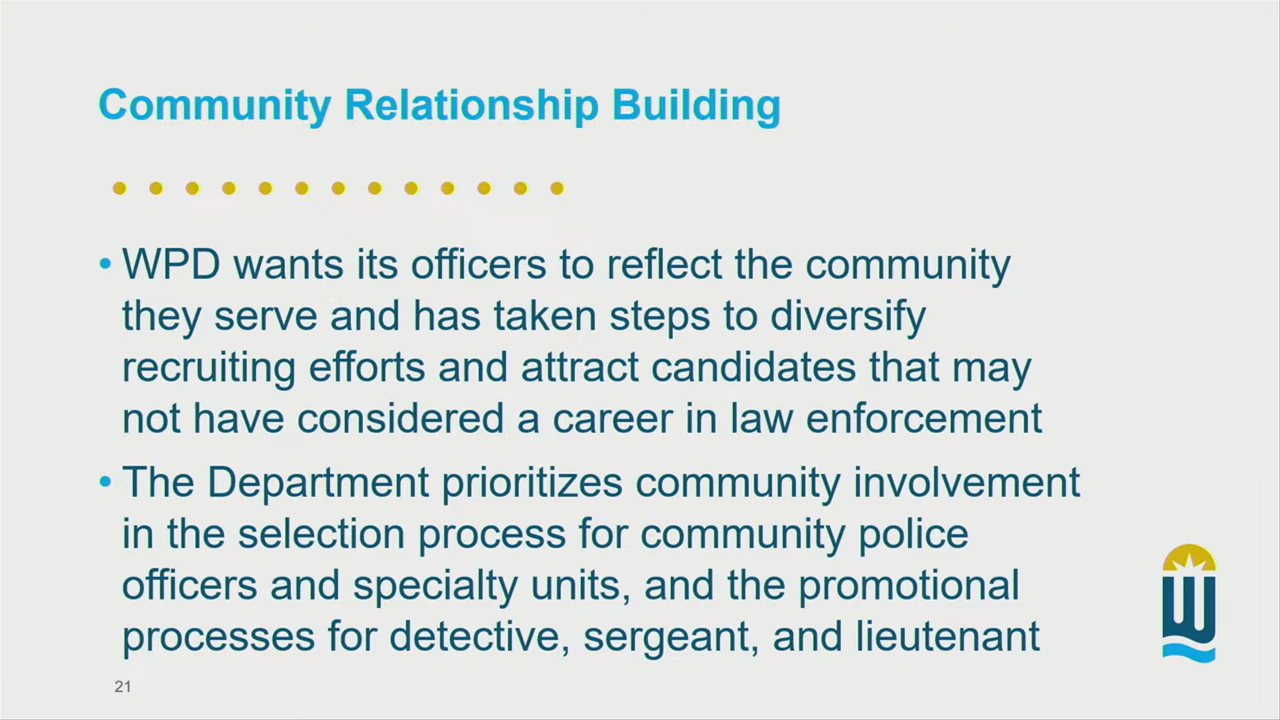 Community Relationship Building
• WPD wants its officers to reflect the community
they serve and has taken steps to diversify
recruiting efforts and attract candidates that may
not have considered a career in law enforcement
• The Department prioritizes community involvement
in the selection process for community police
officers and specialty units, and the promotional
processes for detective, sergeant, and lieutenant
21
W